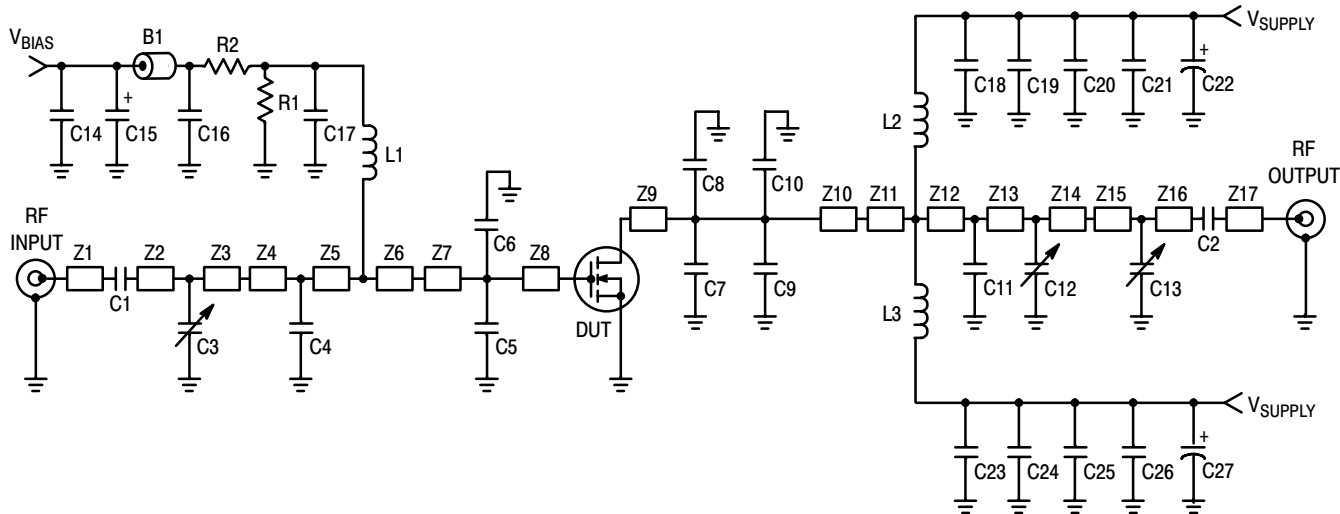 V_BIAS
B1
R2
R1
C14
+
C15
C16
C17
L1
RF
INPUT
Z1
C1
Z2
C3
Z3
Z4
C4
Z5
Z6
Z7
C6
C5
Z8
DUT
Z9
C8
C10
C7
C9
Z10
Z11
L2
L3
V_SUPPLY
C18
C19
C20
C21
+
C22
Z12
C11
Z13
C12
Z14
Z15
C13
Z16
C2
Z17
RF
OUTPUT
V_SUPPLY
C23
C24
C25
C26
+
C27